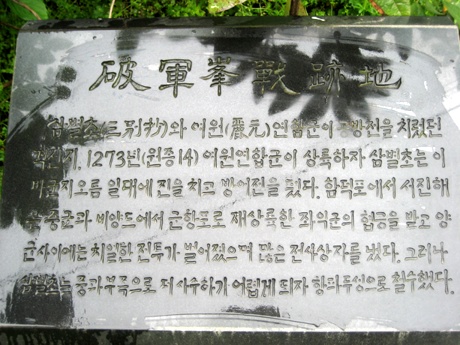 破軍峯戰跡地
삼별초(三別抄)와 여원(麗元)연합군이 공방전을 치렀던
격전지. 1273년(원종14) 여원연합군이 상륙하자 삼별초는 이
바굼지오름 일대에 진을 치고 방어전을 폈다. 함덕포에서 서진해
온 중군과 비양도에서 군항포로 재상륙한 좌익군의 협공을 받고 양
군사이에는 치열한 전투가 벌어졌으며 많은 전사상자를 냈다. 그러나
삼별초는 중과부족으로 더 사수하기 어렵게 되자 항파두성으로 철수했다.